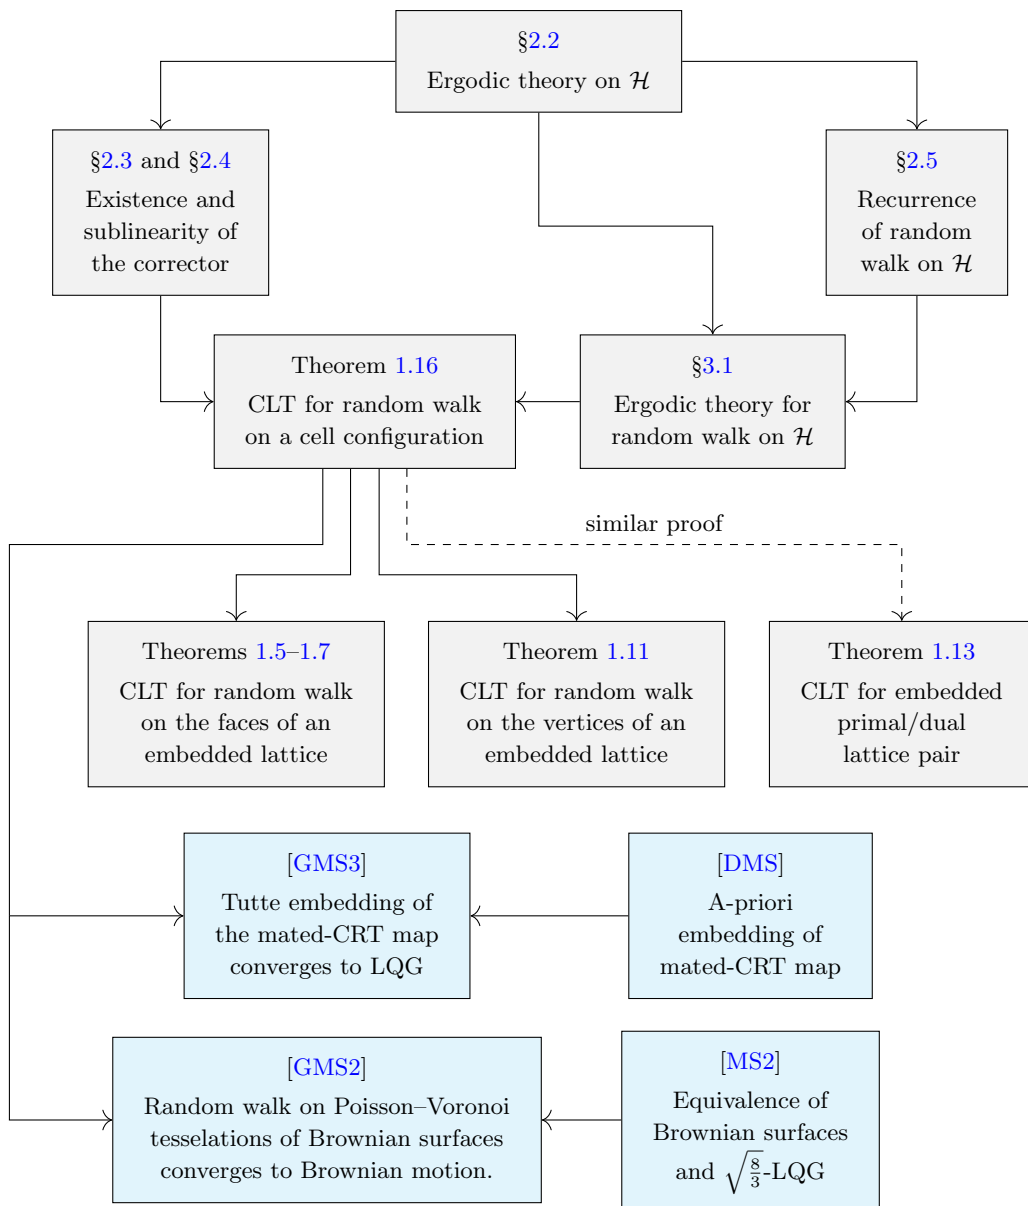 §2.2
Ergodic theory on ℋ
§2.3 and §2.4
Existence and
sublinearity of
the corrector
§2.5
Recurrence
of random
walk on ℋ
Theorem 1.16
CLT for random walk
on a cell configuration
§3.1
Ergodic theory for
random walk on ℋ
similar proof
Theorems 1.5–1.7
CLT for random walk
on the faces of an
embedded lattice
Theorem 1.11
CLT for random walk
on the vertices of an
embedded lattice
Theorem 1.13
CLT for embedded
primal/dual
lattice pair
[GMS3]
Tutte embedding of
the mated-CRT map
converges to LQG
[DMS]
A-priori
embedding of
mated-CRT map
[GMS2]
Random walk on Poisson–Voronoi
tesselations of Brownian surfaces
converges to Brownian motion.
[MS2]
Equivalence of
Brownian surfaces
and √(8/3)-LQG